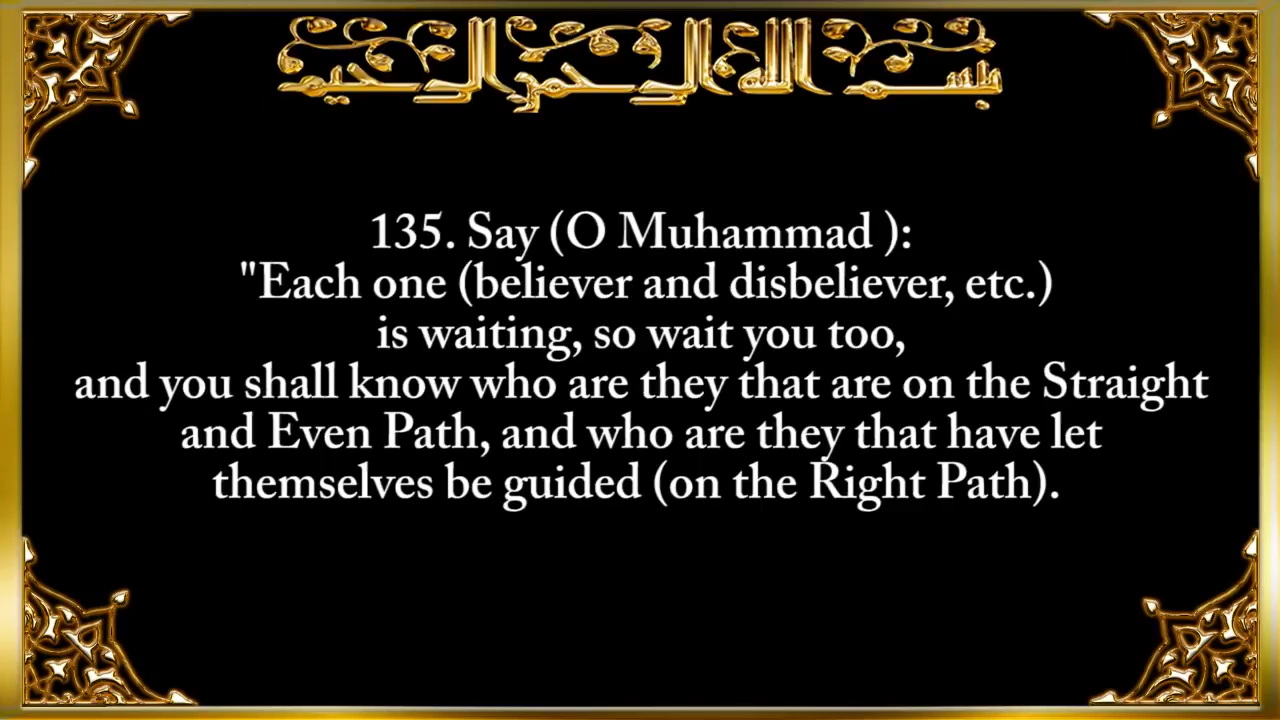 بسم الله الرحمن الرحيم
135. Say (O Muhammad ):
"Each one (believer and disbeliever, etc.)
is waiting, so wait you too,
and you shall know who are they that are on the Straight
and Even Path, and who are they that have let
themselves be guided (on the Right Path).